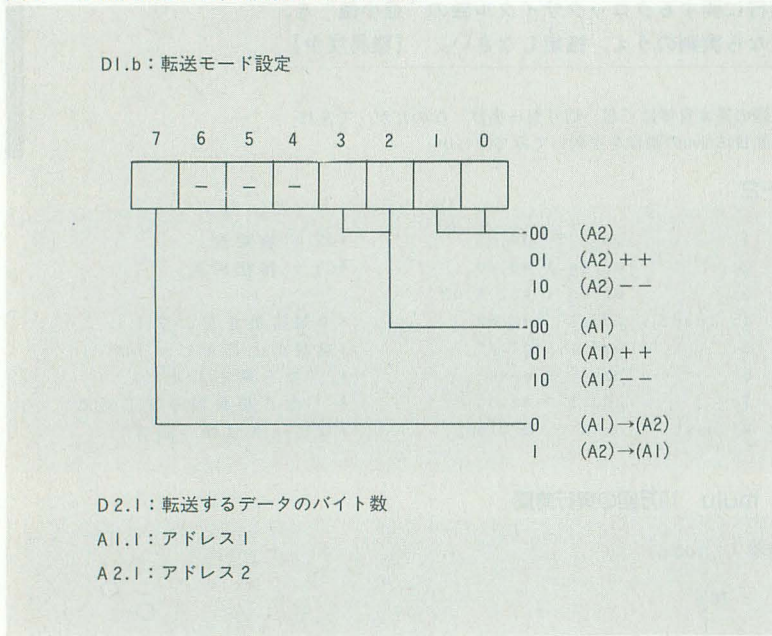 D1.b：転送モード設定
7 6 5 4 3 2 1 0
－ － －
00 (A2)
01 (A2)++
10 (A2)−−
00 (A1)
01 (A1)++
10 (A1)−−
0 (A1)→(A2)
1 (A2)→(A1)
D2.l：転送するデータのバイト数
A1.l：アドレス1
A2.l：アドレス2